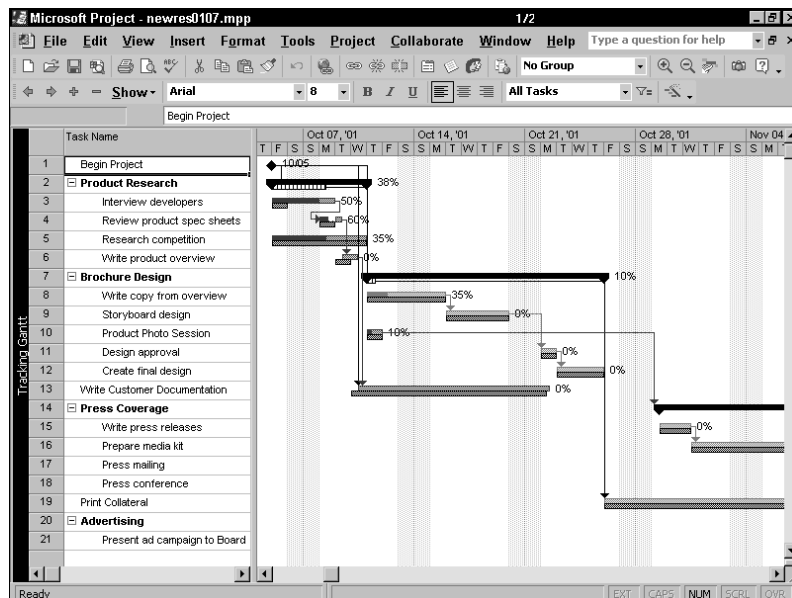 Microsoft Project - newres0107.mpp 1/2
File Edit View Insert Format Tools Project Collaborate Window Help Type a question for help
No Group
Show Arial 8 B I U All Tasks
Begin Project
Task Name Oct 07, '01 Oct 14, '01 Oct 21, '01 Oct 28, '01 Nov 04
T F S S M T W T F S S M T W T F S S M T W T F S S M T W T F S S M T
1 Begin Project 10/05
2 Product Research 38%
3 Interview developers 50%
4 Review product spec sheets 60%
5 Research competition 35%
6 Write product overview 0%
7 Brochure Design 10%
8 Write copy from overview 35%
9 Storyboard design 0%
10 Product Photo Session 10%
11 Design approval 0%
12 Create final design 0%
13 Write Customer Documentation 0%
14 Press Coverage
15 Write press releases 0%
16 Prepare media kit
17 Press mailing
18 Press conference
19 Print Collateral
20 Advertising
21 Present ad campaign to Board
Tracking Gantt
Ready EXT CAPS NUM SCRL OVR